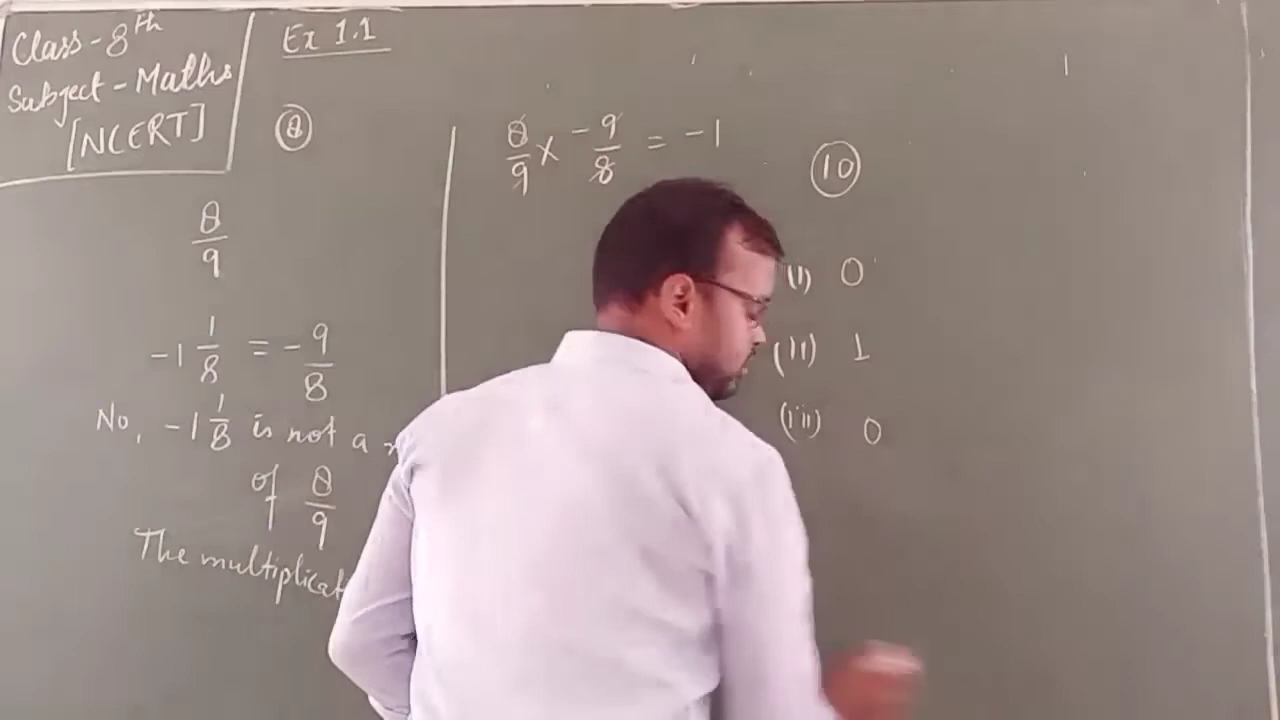 Class - 8th
Subject - Maths
[NCERT]
Ex 1.1
8
8/9
-1 1/8 = -9/8
No, -1 1/8 is not a
of 8/9
The
8/9 × -9/8 = -1
10
(i) 0
(ii) 1
(iii) 0